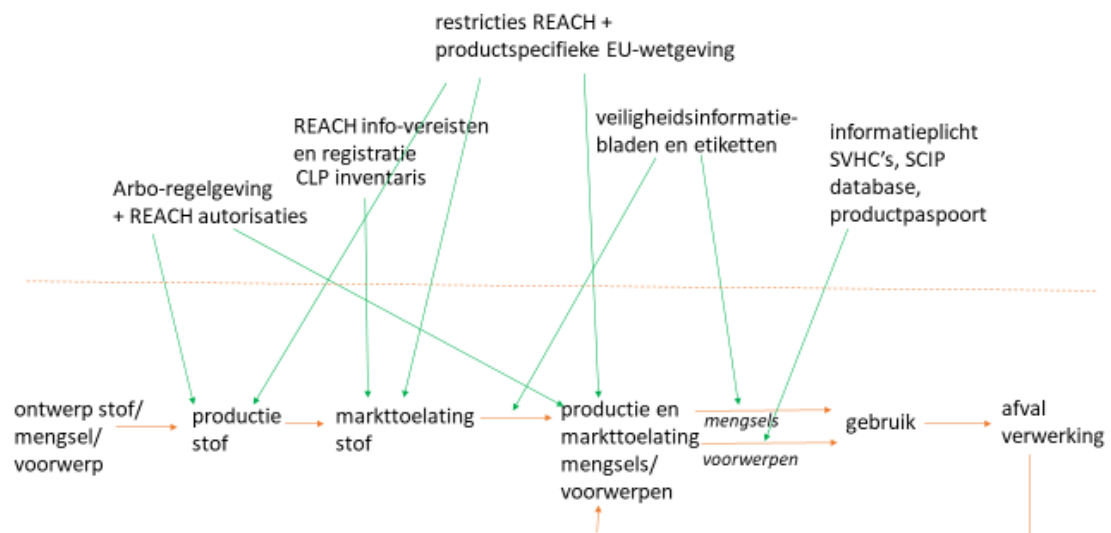 restricties REACH +
productspecifieke EU-wetgeving
REACH info-vereisten
en registratie
CLP inventaris
veiligheidsinformatie-
bladen en etiketten
informatieplicht
SVHC's, SCIP
database,
productpaspoort
Arbo-regelgeving
+ REACH autorisaties
ontwerp stof/
mengsel/
voorwerp
productie
stof
markttoelating
stof
productie en
markttoelating
mengsels/
voorwerpen
mengsels
voorwerpen
gebruik
afval
verwerking